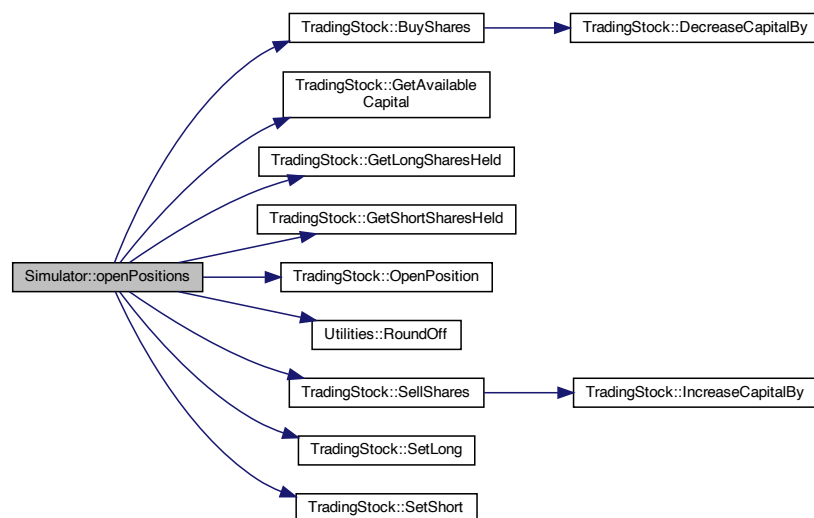 TradingStock::BuyShares
TradingStock::DecreaseCapitalBy
TradingStock::GetAvailable
Capital
TradingStock::GetLongSharesHeld
TradingStock::GetShortSharesHeld
Simulator::openPositions
TradingStock::OpenPosition
Utilities::RoundOff
TradingStock::SellShares
TradingStock::IncreaseCapitalBy
TradingStock::SetLong
TradingStock::SetShort